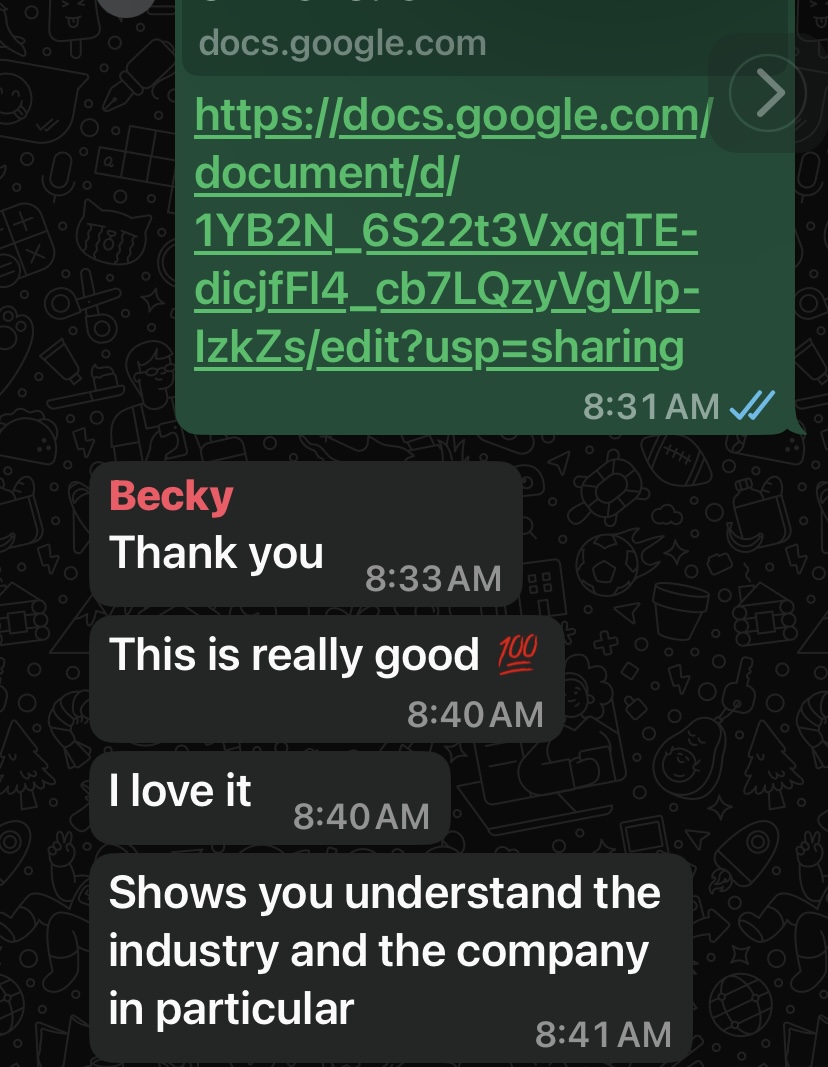 docs.google.com
https://docs.google.com/
document/d/
1YB2N_6S22t3VxqqTE-
dicjfFl4_cb7LQzyVgVlp-
IzkZs/edit?usp=sharing
8:31 AM
Becky
Thank you
8:33 AM
This is really good 💯
8:40 AM
I love it
8:40 AM
Shows you understand the
industry and the company
in particular
8:41 AM